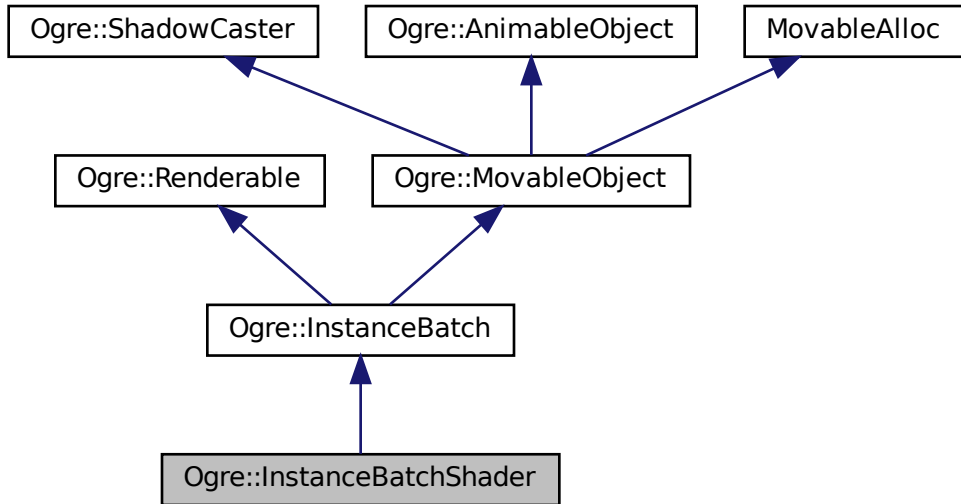 Ogre::ShadowCaster
Ogre::AnimableObject
MovableAlloc
Ogre::Renderable
Ogre::MovableObject
Ogre::InstanceBatch
Ogre::InstanceBatchShader